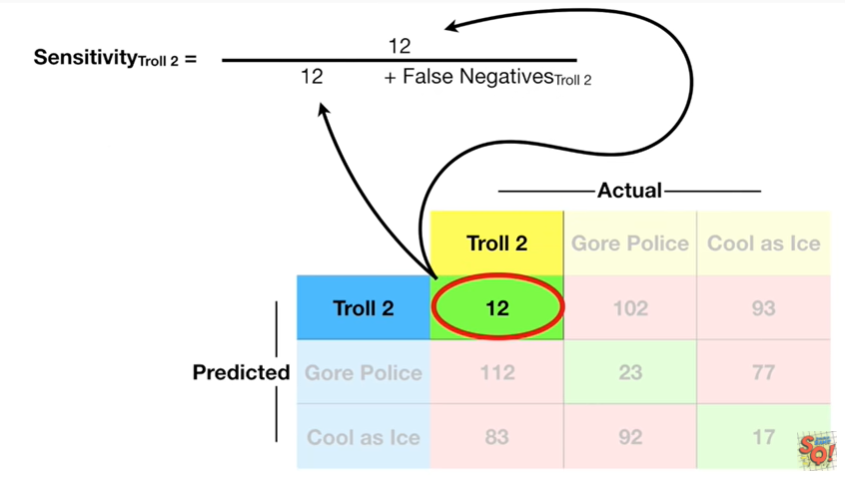 12
Sensitivity Troll 2 =
12 + False Negatives Troll 2
Actual
Troll 2 Gore Police Cool as Ice
Troll 2 12 102 93
Predicted Gore Police 112 23 77
Cool as Ice 83 92 17
SQ!